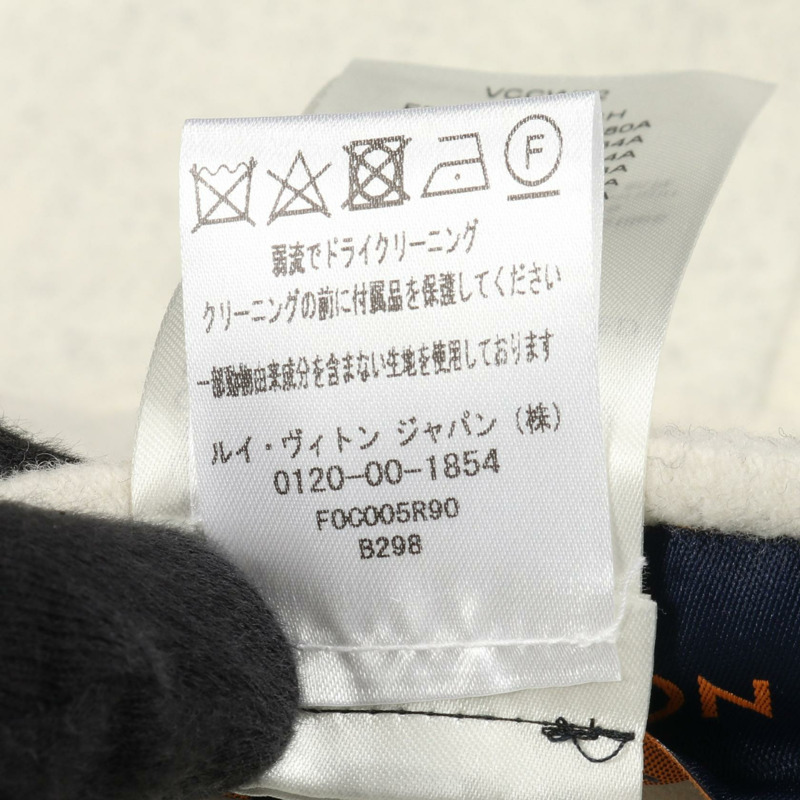 F
弱流でドライクリーニング
クリーニングの前に付属品を保護してください
一部動物由来成分を含まない生地を使用しております
ルイ・ヴィトン ジャパン(株)
0120-00-1854
F0C005R90
B298